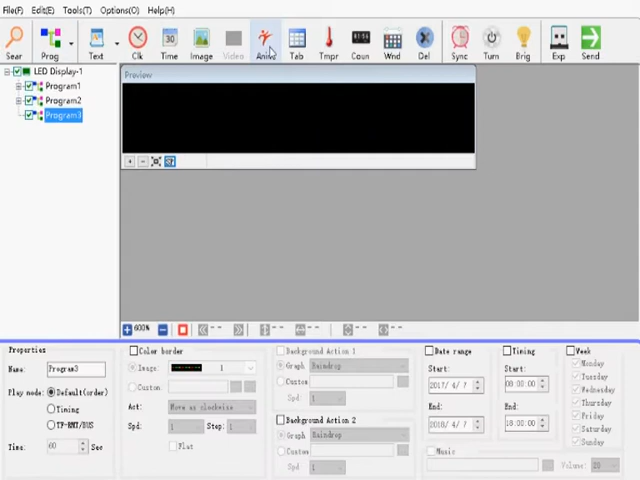 File(F) Edit(E) Tools(T) Options(O) Help(H)
Sear Prog Text Clk Time Image Video Anive Tab Tmpr Coun Wnd Del Sync Turn Brig Exp Send
30
LED Display-1
Program1
Program2
Program3
Preview
600%
Properties
Name: Program3
Play mode: Default(order)
Timing
TF-RMT/BUS
Time: 60 Sec
Color border
Image: 1
Custom:
Act: Move as clockwise
Spd: 1 Step: 1
Flat
Background Action 1
Graph Raindrop
Custom
Spd: 1
Background Action 2
Graph Raindrop
Custom
Spd: 1
Date range
Start:
2017/ 4/ 7
End:
2018/ 4/ 7
Timing
Start:
08:00:00
End:
18:00:00
Week
Monday
Tuesday
Wednesday
Thursday
Friday
Saturday
Sunday
Music
Volume: